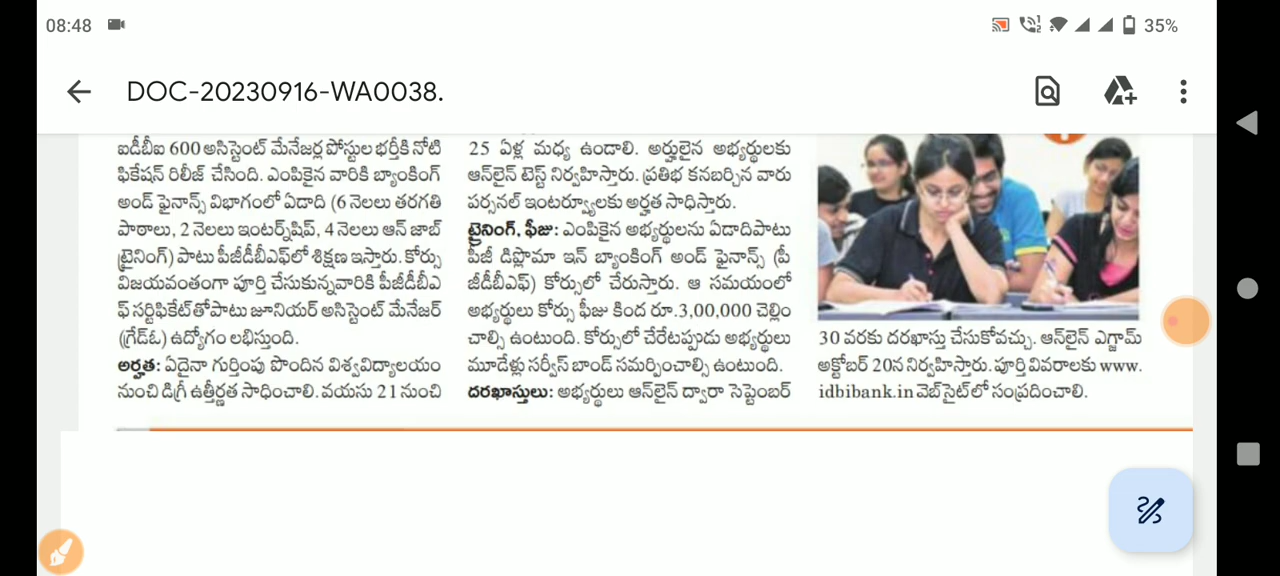 08:48
35%
DOC-20230916-WA0038.
ఐడీబీఐ 600 అసిస్టెంట్ మేనేజర్ల పోస్టుల భర్తీకి నోటి
ఫికేషన్ రిలీజ్ చేసింది. ఎంపికైన వారికి బ్యాంకింగ్
అండ్ ఫైనాన్స్ విభాగంలో ఏడాది (6 నెలలు తరగతి
పాఠాలు, 2 నెలలు ఇంటర్న్‌షిప్, 4 నెలలు ఆన్ జాబ్
ట్రైనింగ్) పాటు పీజీడీబీఎఫ్‌లో శిక్షణ ఇస్తారు. కోర్సు
విజయవంతంగా పూర్తి చేసుకున్నవారికి పీజీడీబీఎ
ఫ్ సర్టిఫికేట్‌తోపాటు జూనియర్ అసిస్టెంట్ మేనేజర్
(గ్రేడ్‌ఓ) ఉద్యోగం లభిస్తుంది.
అర్హత: ఏదైనా గుర్తింపు పొందిన విశ్వవిద్యాలయం
నుంచి డిగ్రీ ఉత్తీర్ణత సాధించాలి. వయసు 21 నుంచి
25 ఏళ్ల మధ్య ఉండాలి. అర్హులైన అభ్యర్థులకు
ఆన్‌లైన్ టెస్ట్ నిర్వహిస్తారు. ప్రతిభ కనబర్చిన వారు
పర్సనల్ ఇంటర్వ్యూలకు అర్హత సాధిస్తారు.
ట్రైనింగ్, ఫీజు: ఎంపికైన అభ్యర్థులను ఏడాదిపాటు
పీజీ డిప్లొమా ఇన్ బ్యాంకింగ్ అండ్ ఫైనాన్స్ (పీ
జీడీబీఎఫ్) కోర్సులో చేరుస్తారు. ఆ సమయంలో
అభ్యర్థులు కోర్సు ఫీజు కింద రూ.3,00,000 చెల్లిం
చాల్సి ఉంటుంది. కోర్సులో చేరేటప్పుడు అభ్యర్థులు
మూడేళ్లు సర్వీస్ బాండ్ సమర్పించాల్సి ఉంటుంది.
దరఖాస్తులు: అభ్యర్థులు ఆన్‌లైన్ ద్వారా సెప్టెంబర్
30 వరకు దరఖాస్తు చేసుకోవచ్చు. ఆన్‌లైన్ ఎగ్జామ్
అక్టోబర్ 20న నిర్వహిస్తారు. పూర్తి వివరాలకు www.
idbibank.in వెబ్‌సైట్‌లో సంప్రదించాలి.